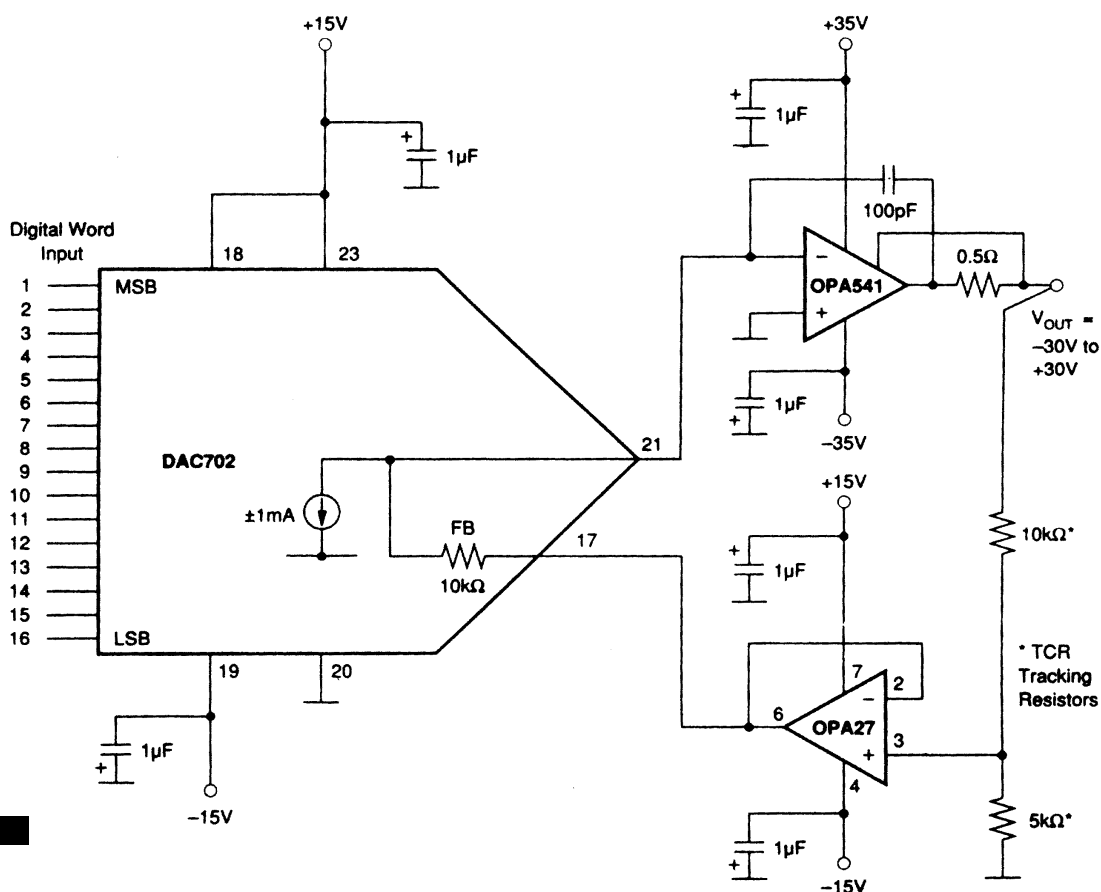 +15V
+35V
+
1µF
+
1µF
100pF
Digital Word
Input
18
23
1
MSB
2
3
4
5
6
7
8
9
10
11
12
13
14
15
16
LSB
DAC702
±1mA
FB
10kΩ
21
17
19
20
+
1µF
–15V
–
OPA541
+
0.5Ω
V_OUT =
–30V to
+30V
1µF
+
–35V
+15V
+
1µF
10kΩ*
* TCR
Tracking
Resistors
7
2
–
6
OPA27
3
+
4
5kΩ*
1µF
+
–15V